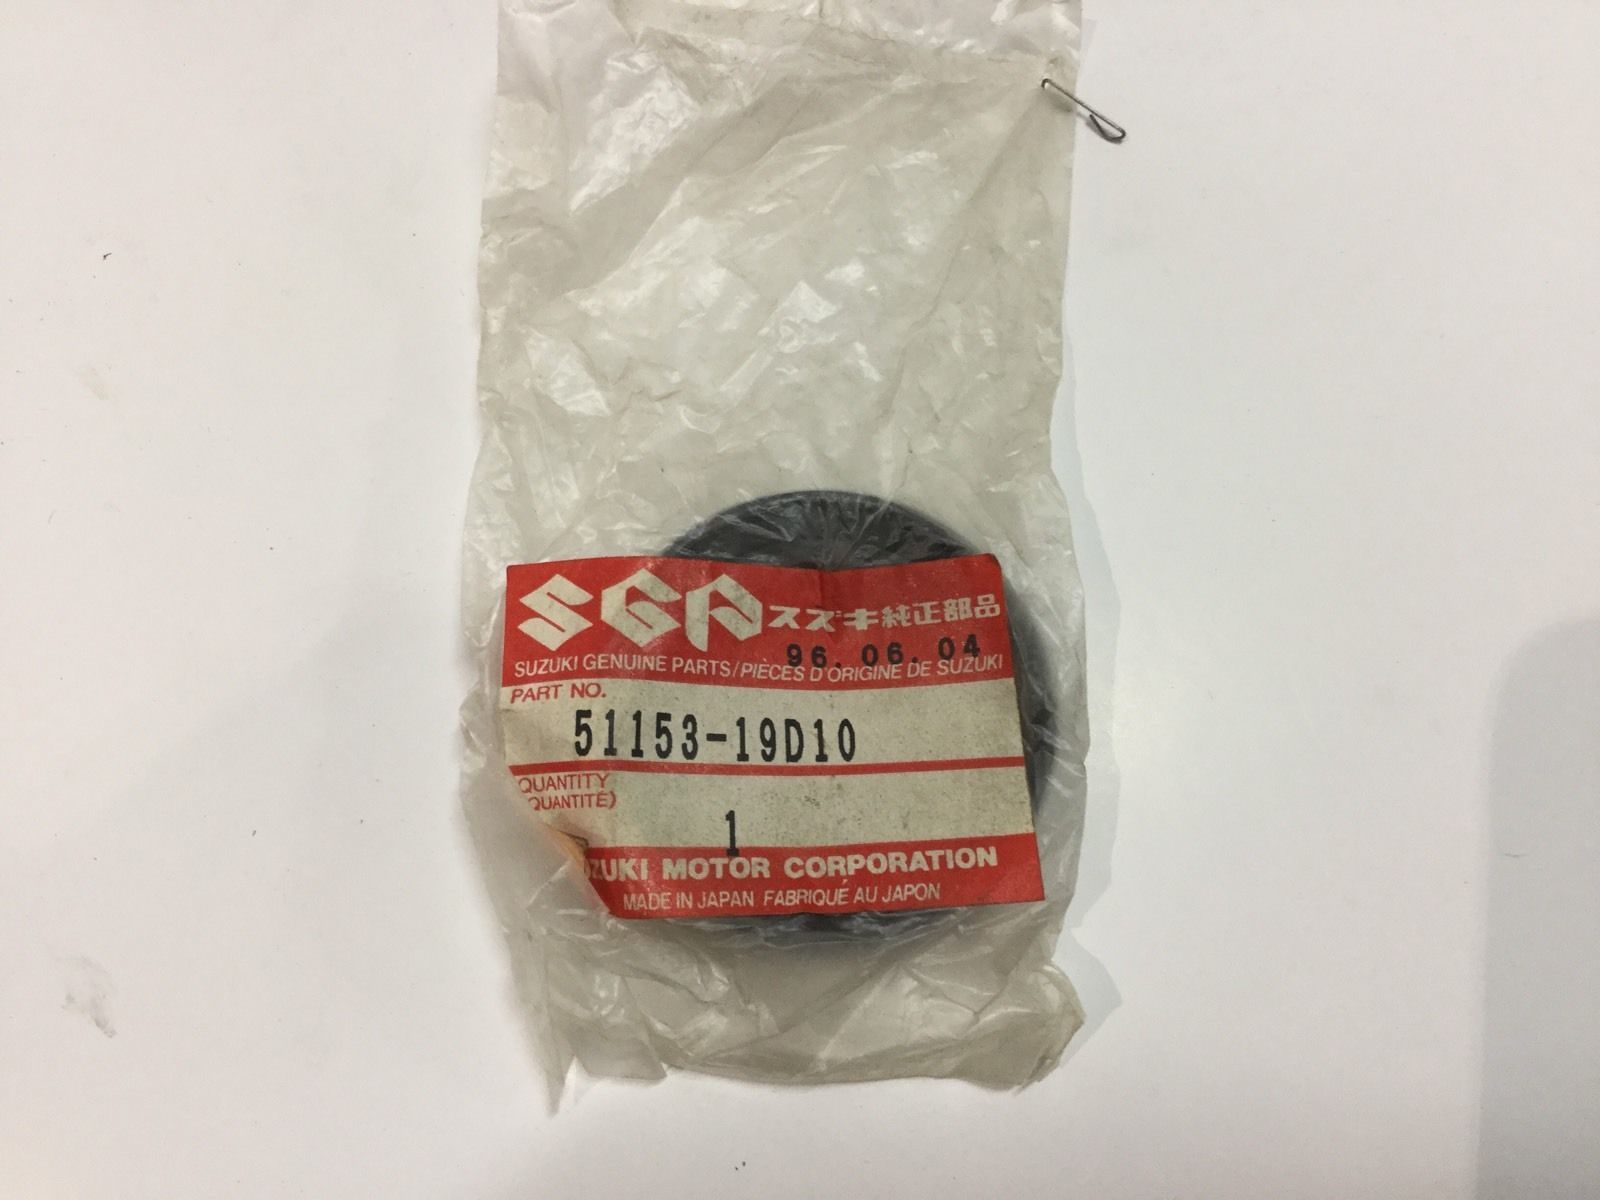 SGP スズキ純正部品
96.06.04
SUZUKI GENUINE PARTS/PIÈCES D'ORIGINE DE SUZUKI
PART NO.
51153-19D10
QUANTITY
QUANTITÉ)
1
ZUKI MOTOR CORPORATION
MADE IN JAPAN FABRIQUÉ AU JAPON